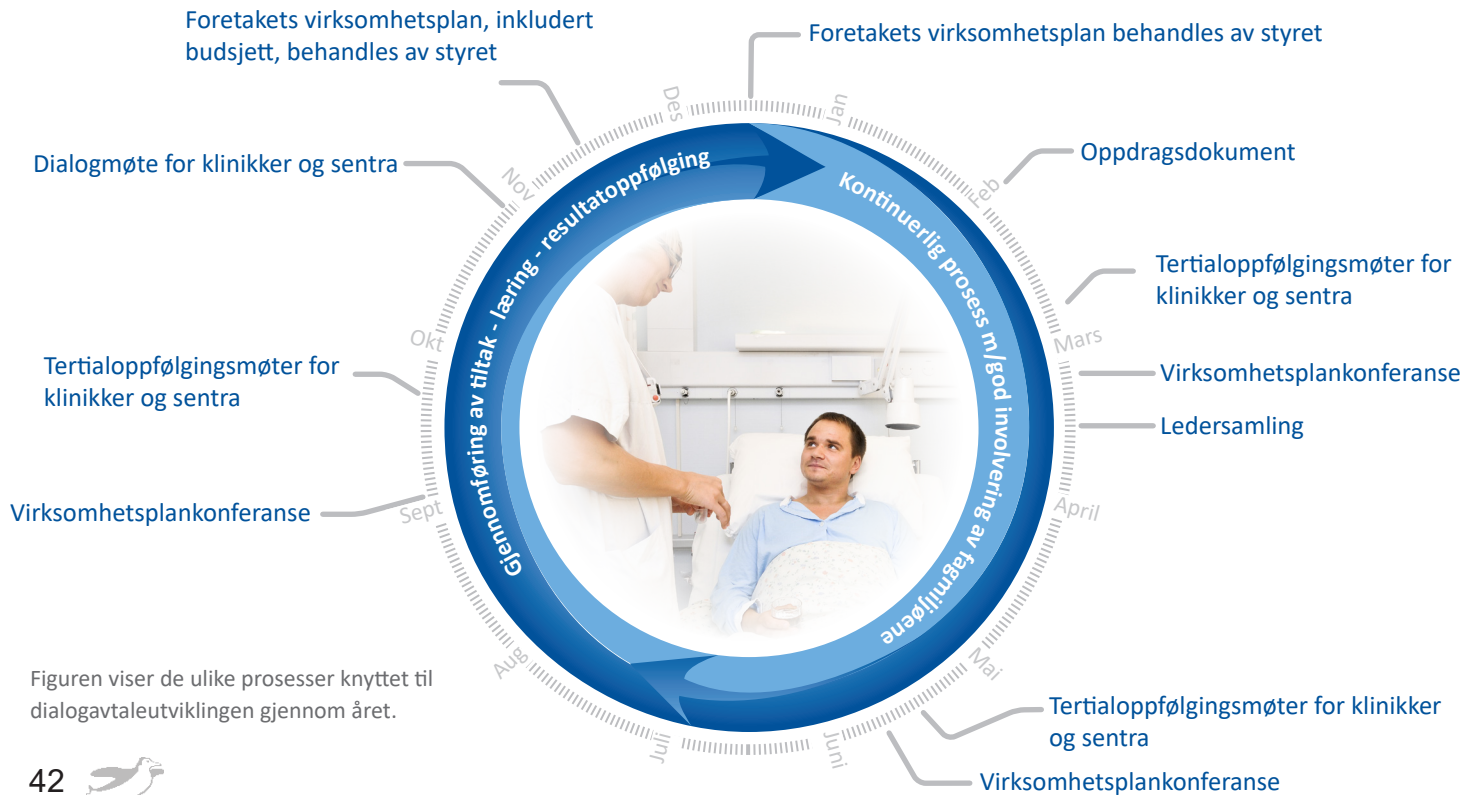 Foretakets virksomhetsplan, inkludert
budsjett, behandles av styret
Foretakets virksomhetsplan behandles av styret
Des
Jan
Dialogmøte for klinikker og sentra
Nov
Feb
Oppdragsdokument
Gjennomføring av tiltak - læring - resultatoppfølging
Kontinuerlig prosess m/god involvering av fagmiljøene
Tertialoppfølgingsmøter for
klinikker og sentra
Okt
Mars
Tertialoppfølgingsmøter for
klinikker og sentra
Virksomhetsplankonferanse
Ledersamling
Virksomhetsplankonferanse
Sept
April
Aug
Mai
Figuren viser de ulike prosesser knyttet til
dialogavtaleutviklingen gjennom året.
Juli
Juni
Tertialoppfølgingsmøter for klinikker
og sentra
Virksomhetsplankonferanse
42